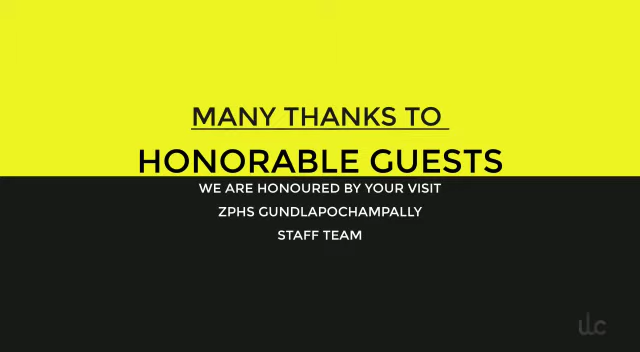 MANY THANKS TO
HONORABLE GUESTS
WE ARE HONOURED BY YOUR VISIT
ZPHS GUNDLAPOCHAMPALLY
STAFF TEAM